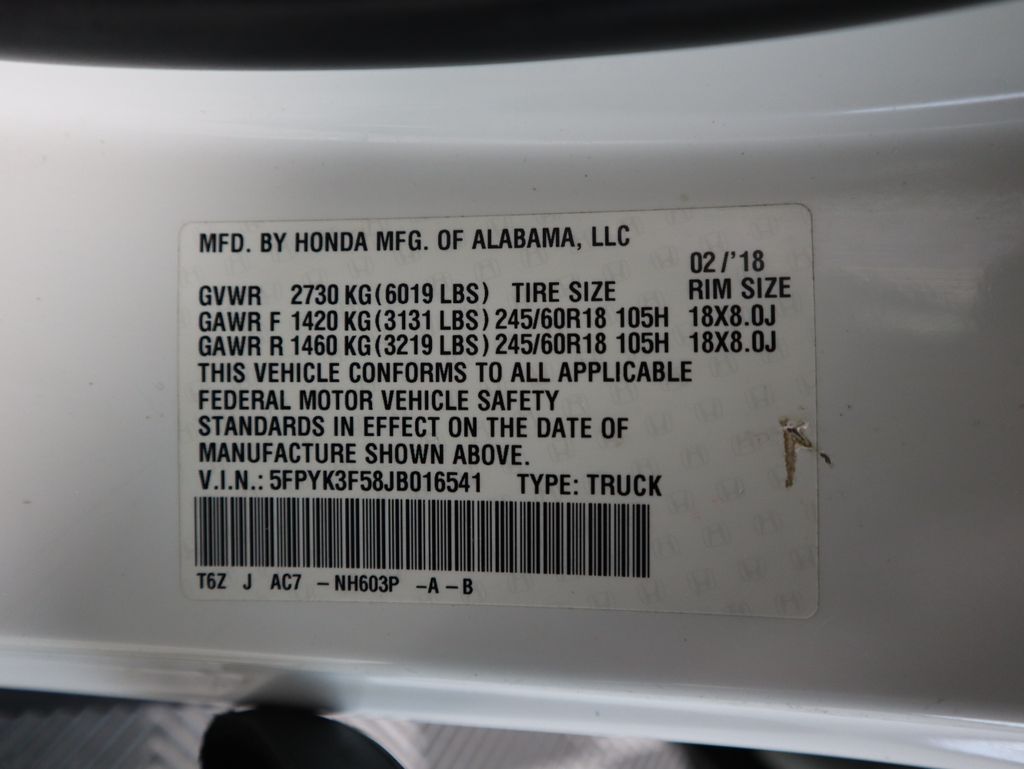 MFD. BY HONDA MFG. OF ALABAMA, LLC
02/'18
GVWR 2730 KG(6019 LBS) TIRE SIZE RIM SIZE
GAWR F 1420 KG(3131 LBS) 245/60R18 105H 18X8.0J
GAWR R 1460 KG(3219 LBS) 245/60R18 105H 18X8.0J
THIS VEHICLE CONFORMS TO ALL APPLICABLE
FEDERAL MOTOR VEHICLE SAFETY
STANDARDS IN EFFECT ON THE DATE OF
MANUFACTURE SHOWN ABOVE.
V.I.N.: 5FPYK3F58JB016541 TYPE: TRUCK
T6Z J AC7 -NH603P -A-B